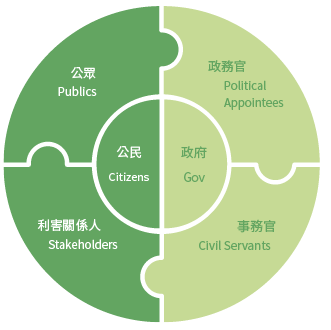 公眾
Publics
政務官
Political
Appointees
公民
Citizens
政府
Gov
利害關係人
Stakeholders
事務官
Civil Servants